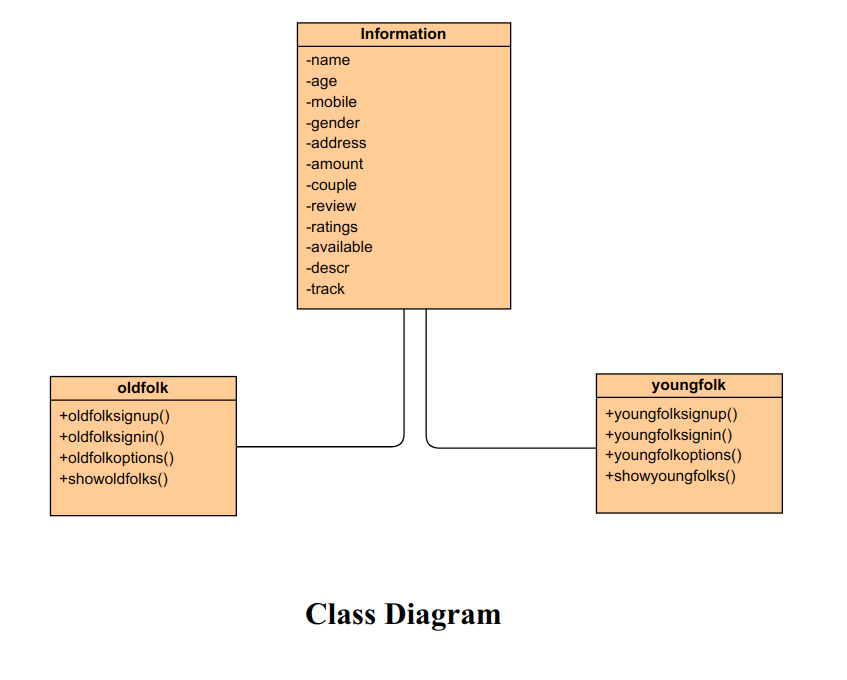 Information
-name
-age
-mobile
-gender
-address
-amount
-couple
-review
-ratings
-available
-descr
-track
oldfolk
+oldfolksignup()
+oldfolksignin()
+oldfolkoptions()
+showoldfolks()
youngfolk
+youngfolksignup()
+youngfolksignin()
+youngfolkoptions()
+showyoungfolks()
Class Diagram